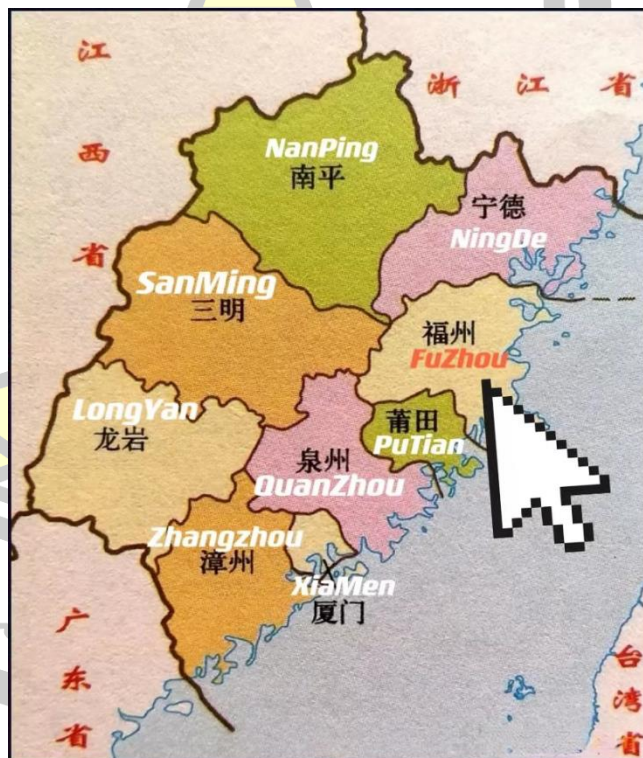 江西省
浙江省
NanPing
南平
宁德
NingDe
SanMing
三明
福州
FuZhou
LongYan
龙岩
莆田
PuTian
泉州
QuanZhou
Zhangzhou
漳州
XiaMen
厦门
广东省
台湾省